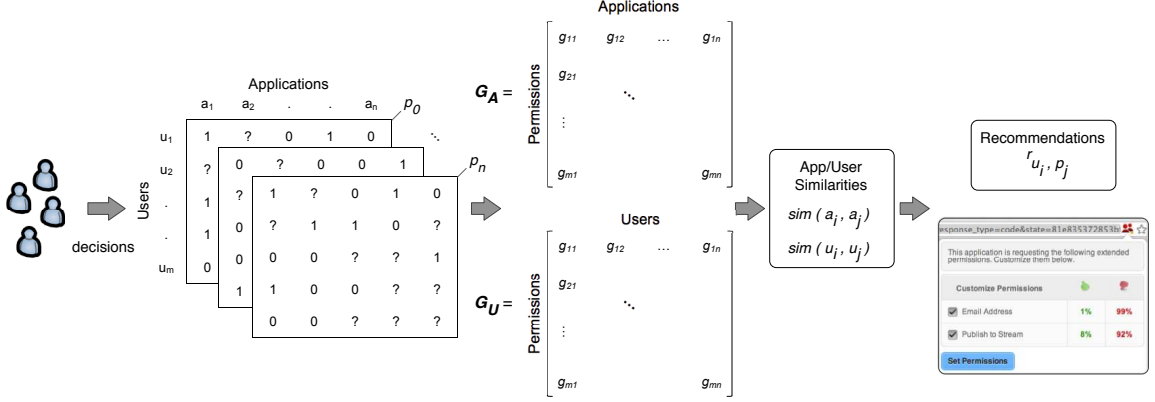 decisions
Applications
a1 a2 . . an
p0
Users
u1
u2
.
.
um
1 ? 0 1 0 ⋱
?
1
1
0
0 ? 0 0 1
?
0
0
1
pn
1 ? 0 1 0
? 1 1 0 ?
0 0 ? ? 1
1 0 0 ? ?
0 0 ? ? ?
Applications
GA =
Permissions
g11 g12 ... g1n
g21
⋱
⋮
gm1 gmn
Users
GU =
Permissions
g11 g12 ... g1n
g21
⋱
⋮
gm1 gmn
App/User
Similarities
sim ( ai , aj )
sim ( ui , uj )
Recommendations
rui , pj
esponse_type=code&state=81e835372853b
This application is requesting the following extended
permissions. Customize them below.
Customize Permissions
Email Address 1% 99%
Publish to Stream 8% 92%
Set Permissions